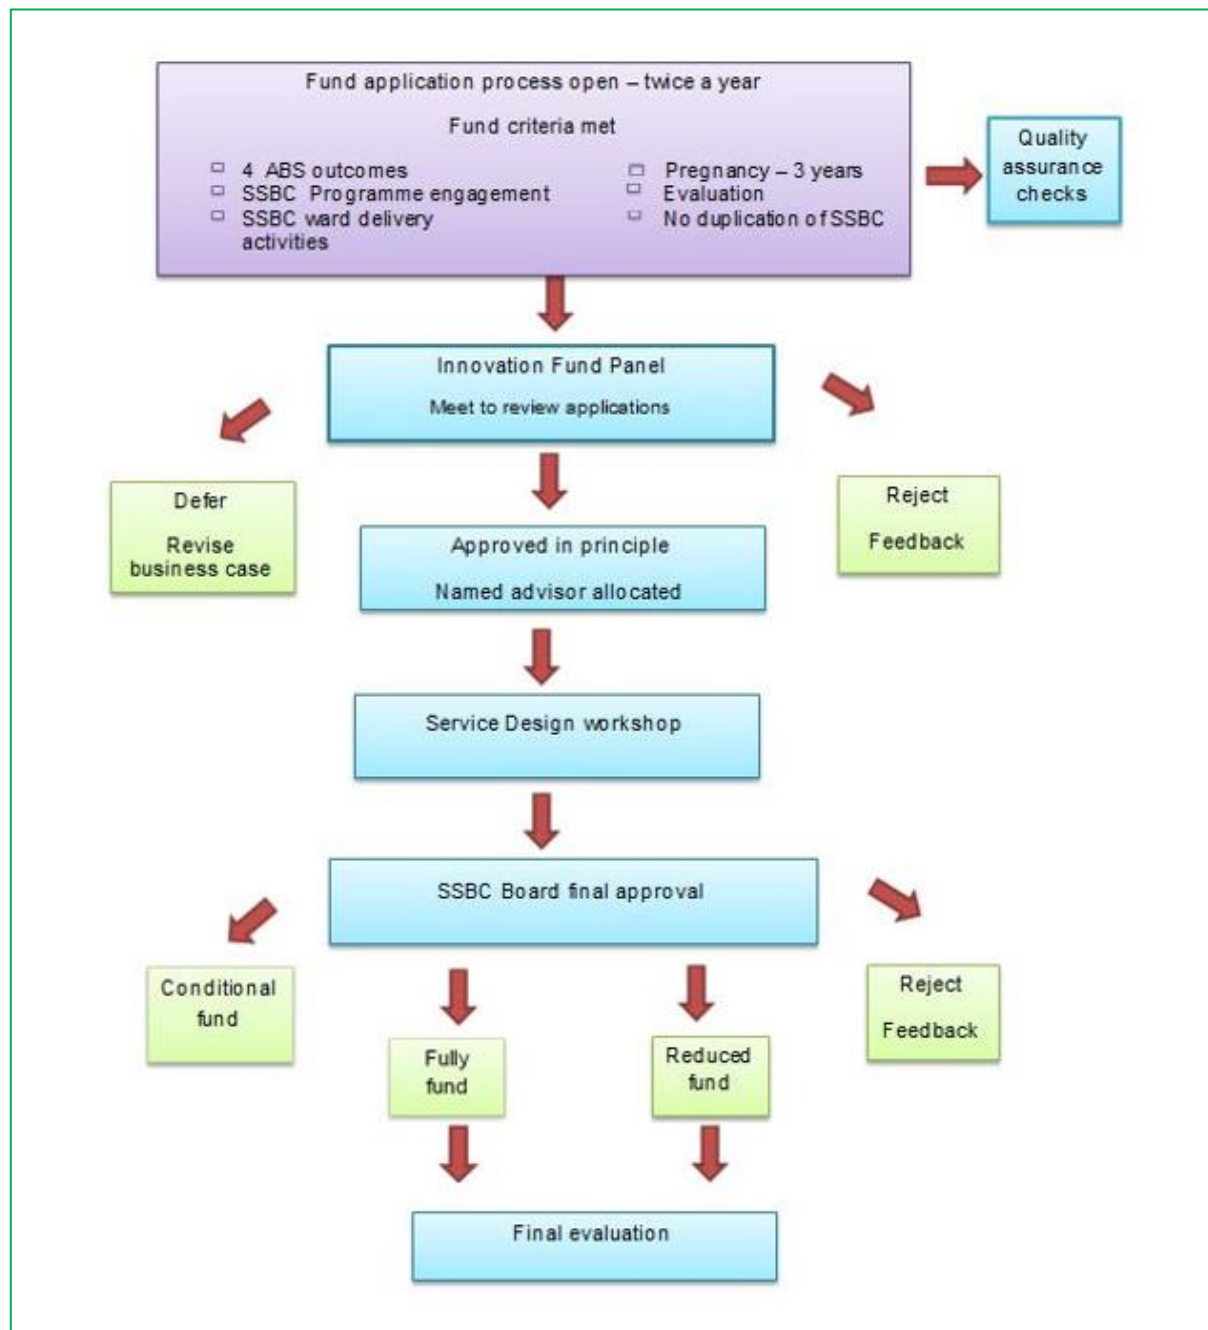 Fund application process open – twice a year
Fund criteria met
4 ABS outcomes
SSBC Programme engagement
SSBC ward delivery
activities
Pregnancy – 3 years
Evaluation
No duplication of SSBC
Quality
assurance
checks
Innovation Fund Panel
Meet to review applications
Defer
Revise
business case
Reject
Feedback
Approved in principle
Named advisor allocated
Service Design workshop
SSBC Board final approval
Conditional
fund
Fully
fund
Reduced
fund
Reject
Feedback
Final evaluation